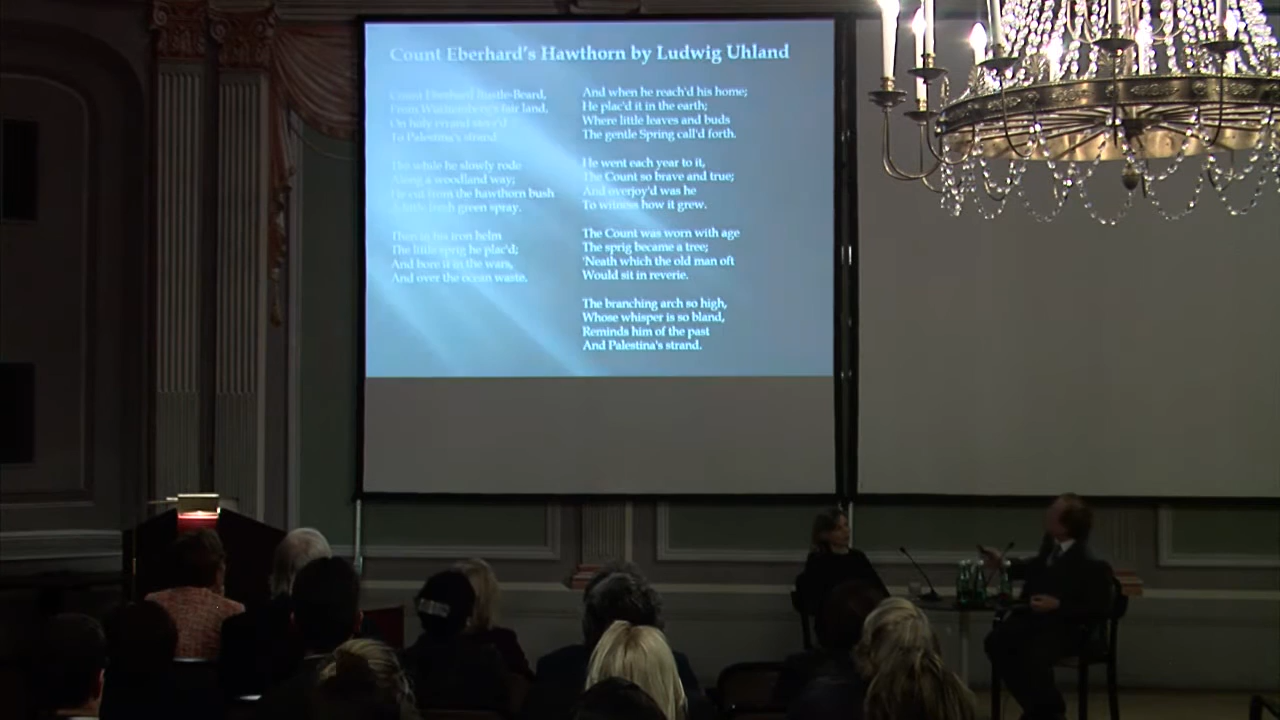 Count Eberhard's Hawthorn by Ludwig Uhland
Count Eberhard Rustle-Beard,
From Wurttemberg's fair land,
On holy errand steer'd
To Palestina's strand.
The while he slowly rode
Along a woodland way;
He cut from the hawthorn bush
A little fresh green spray.
Then in his iron helm
The little sprig he plac'd;
And bore it in the wars,
And over the ocean waste.
And when he reach'd his home;
He plac'd it in the earth;
Where little leaves and buds
The gentle Spring call'd forth.
He went each year to it,
The Count so brave and true;
And overjoy'd was he
To witness how it grew.
The Count was worn with age
The sprig became a tree;
'Neath which the old man oft
Would sit in reverie.
The branching arch so high,
Whose whisper is so bland,
Reminds him of the past
And Palestina's strand.